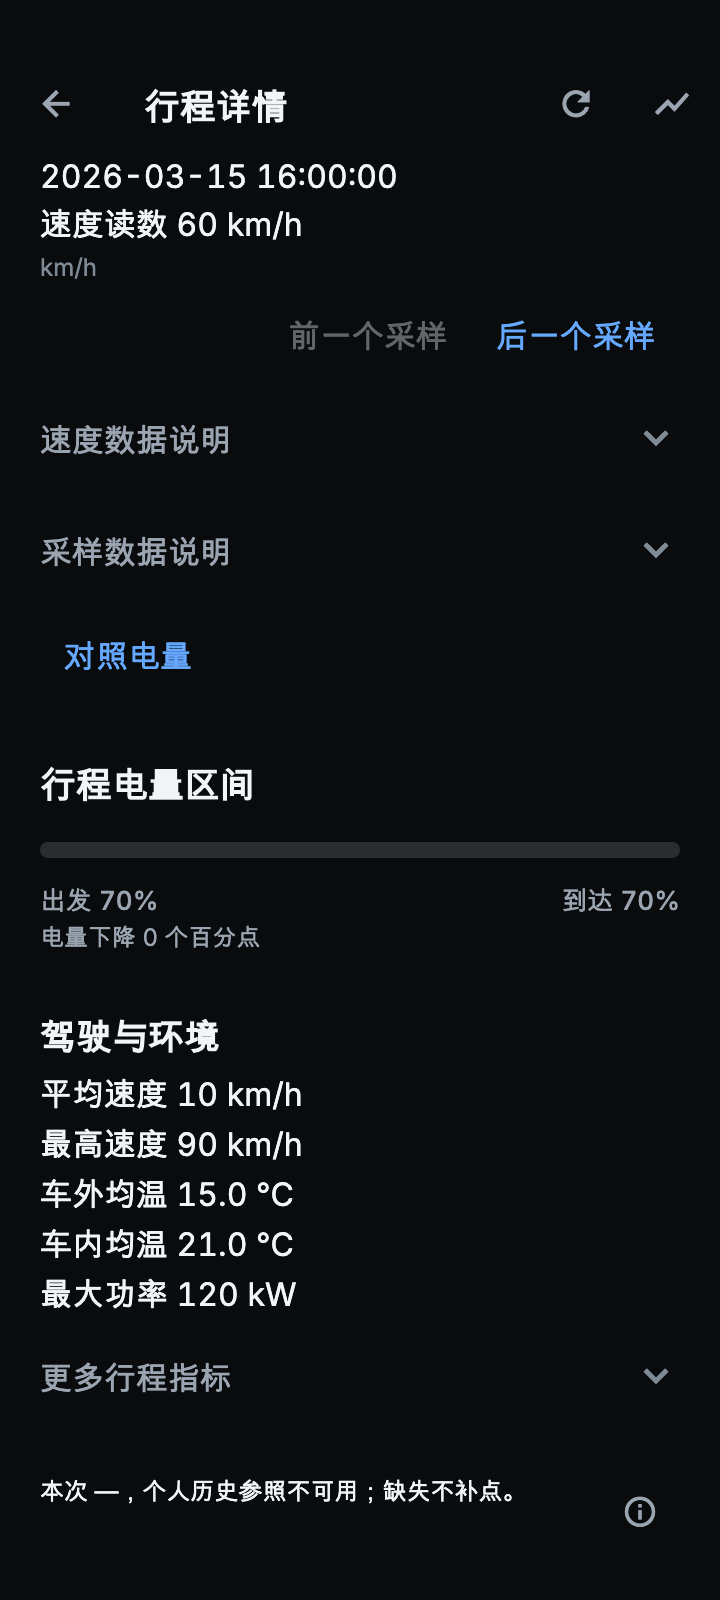 行程详情
2026-03-15 16:00:00
速度读数 60 km/h
km/h
前一个采样 后一个采样
速度数据说明
采样数据说明
对照电量
行程电量区间
出发 70% 到达 70%
电量下降 0 个百分点
驾驶与环境
平均速度 10 km/h
最高速度 90 km/h
车外均温 15.0 °C
车内均温 21.0 °C
最大功率 120 kW
更多行程指标
本次 —，个人历史参照不可用；缺失不补点。